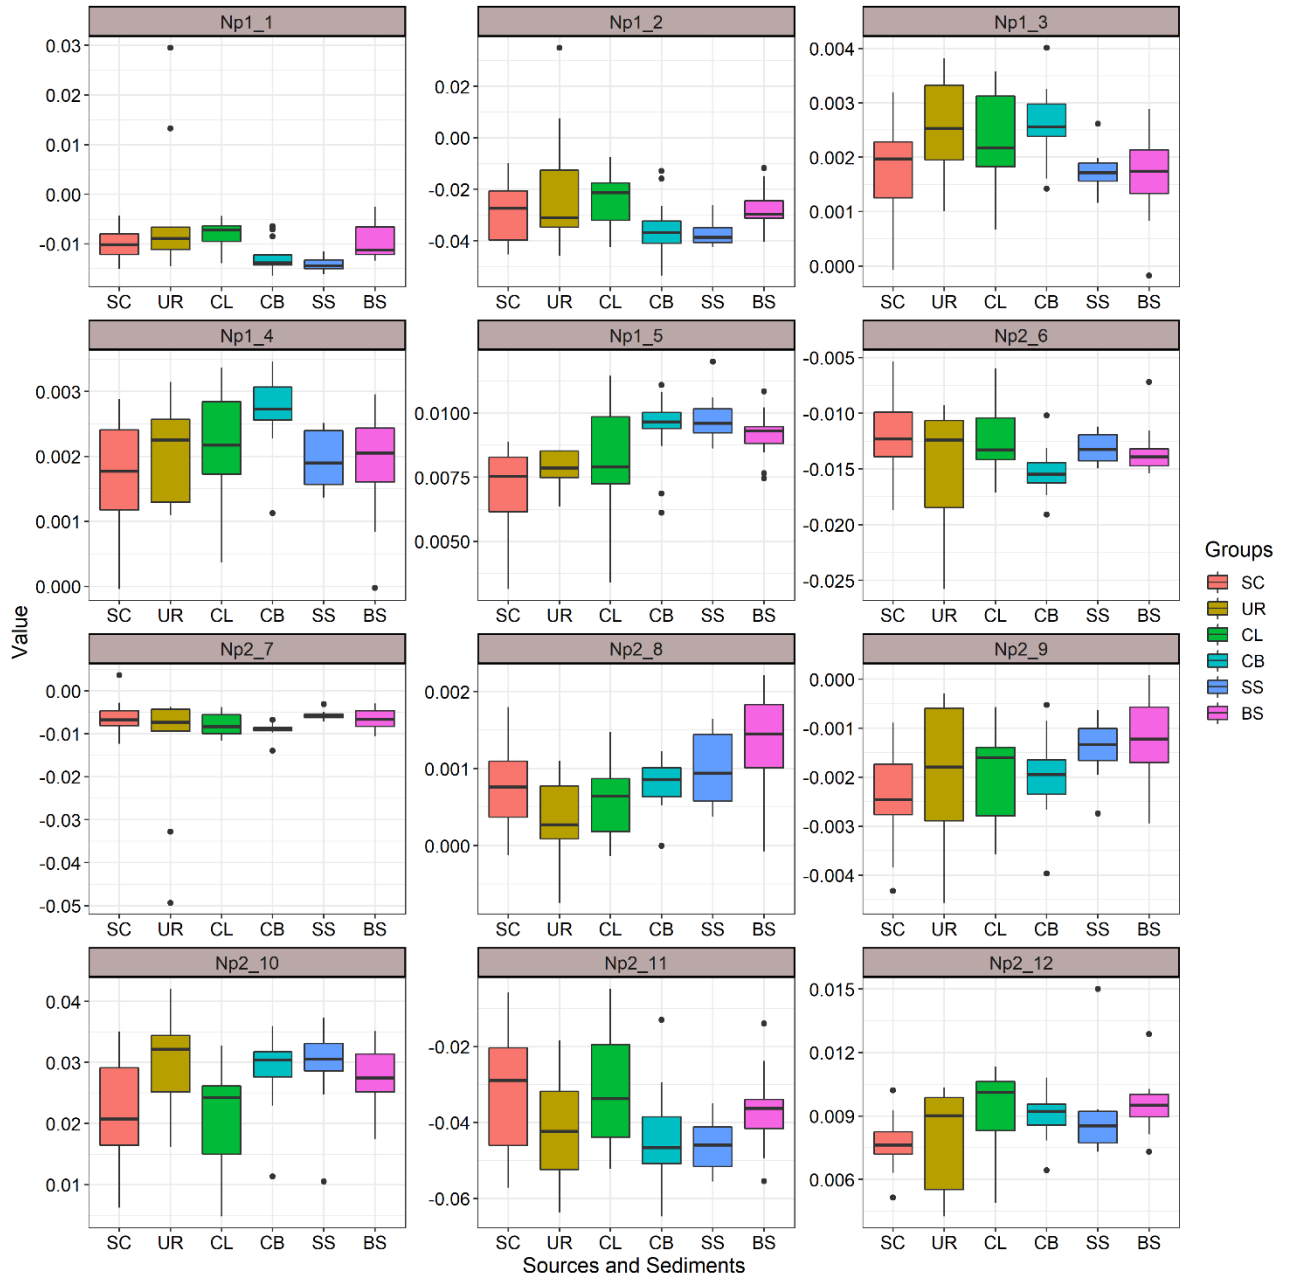 Np1_1
Np1_2
Np1_3
0.03
0.02
0.01
0.00
-0.01
0.02
0.00
-0.02
-0.04
0.004
0.003
0.002
0.001
0.000
SC UR CL CB SS BS
SC UR CL CB SS BS
SC UR CL CB SS BS
Np1_4
Np1_5
Np2_6
0.003
0.002
0.001
0.000
0.0100
0.0075
0.0050
-0.005
-0.010
-0.015
-0.020
-0.025
SC UR CL CB SS BS
SC UR CL CB SS BS
SC UR CL CB SS BS
Np2_7
Np2_8
Np2_9
0.00
-0.01
-0.02
-0.03
-0.04
-0.05
0.002
0.001
0.000
0.000
-0.001
-0.002
-0.003
-0.004
SC UR CL CB SS BS
SC UR CL CB SS BS
SC UR CL CB SS BS
Np2_10
Np2_11
Np2_12
0.04
0.03
0.02
0.01
-0.02
-0.04
-0.06
0.015
0.012
0.009
0.006
SC UR CL CB SS BS
SC UR CL CB SS BS
SC UR CL CB SS BS
Value
Sources and Sediments
Groups
SC
UR
CL
CB
SS
BS